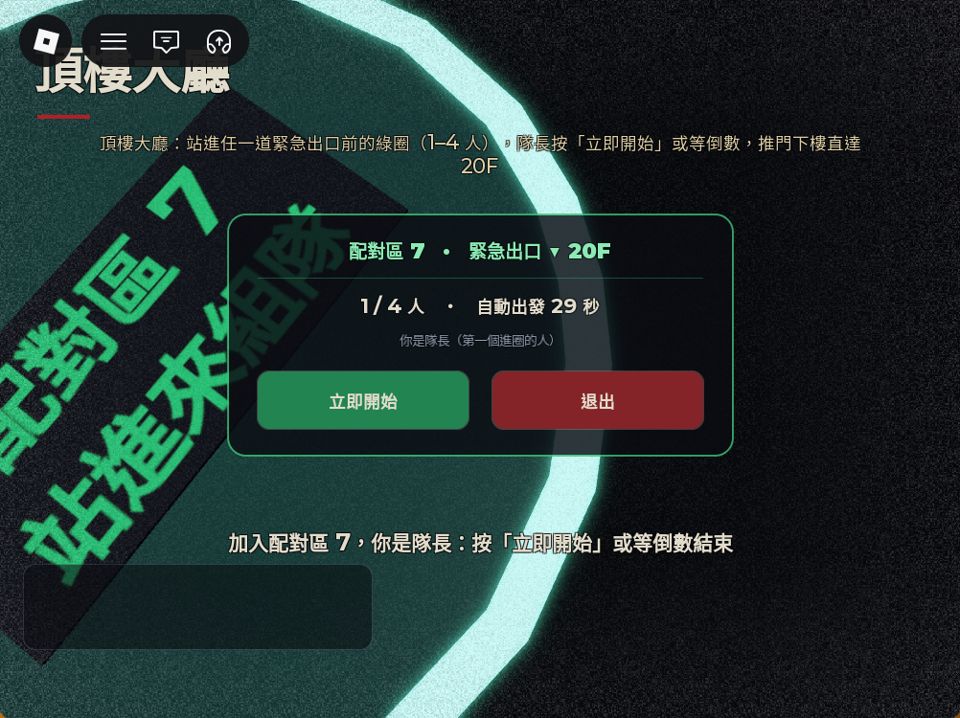 頂樓大廳
頂樓大廳：站進任一道緊急出口前的綠圈（1–4 人），隊長按「立即開始」或等倒數，推門下樓直達
20F
配對區 7
站進來組隊
配對區 7 • 緊急出口 ▼ 20F
1 / 4 人 • 自動出發 29 秒
你是隊長（第一個進圈的人）
立即開始
退出
加入配對區 7，你是隊長：按「立即開始」或等倒數結束